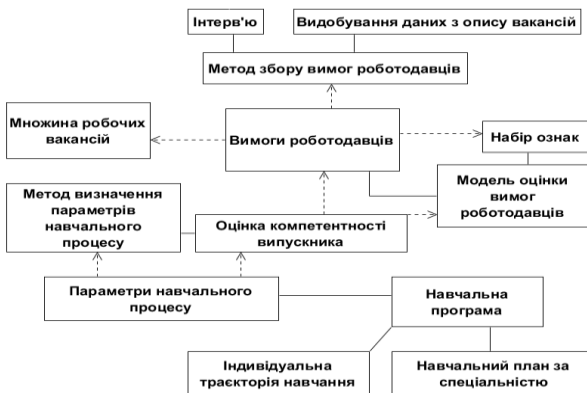 Інтерв'ю
Видобування даних з опису вакансій
Метод збору вимог роботодавців
Множина робочих
вакансій
Вимоги роботодавців
Набір ознак
Модель оцінки
вимог
роботодавців
Метод визначення
параметрів
навчального
процесу
Оцінка компетентності
випускника
Параметри навчального
процесу
Навчальна
програма
Індивідуальна
траєкторія навчання
Навчальний план за
спеціальністю